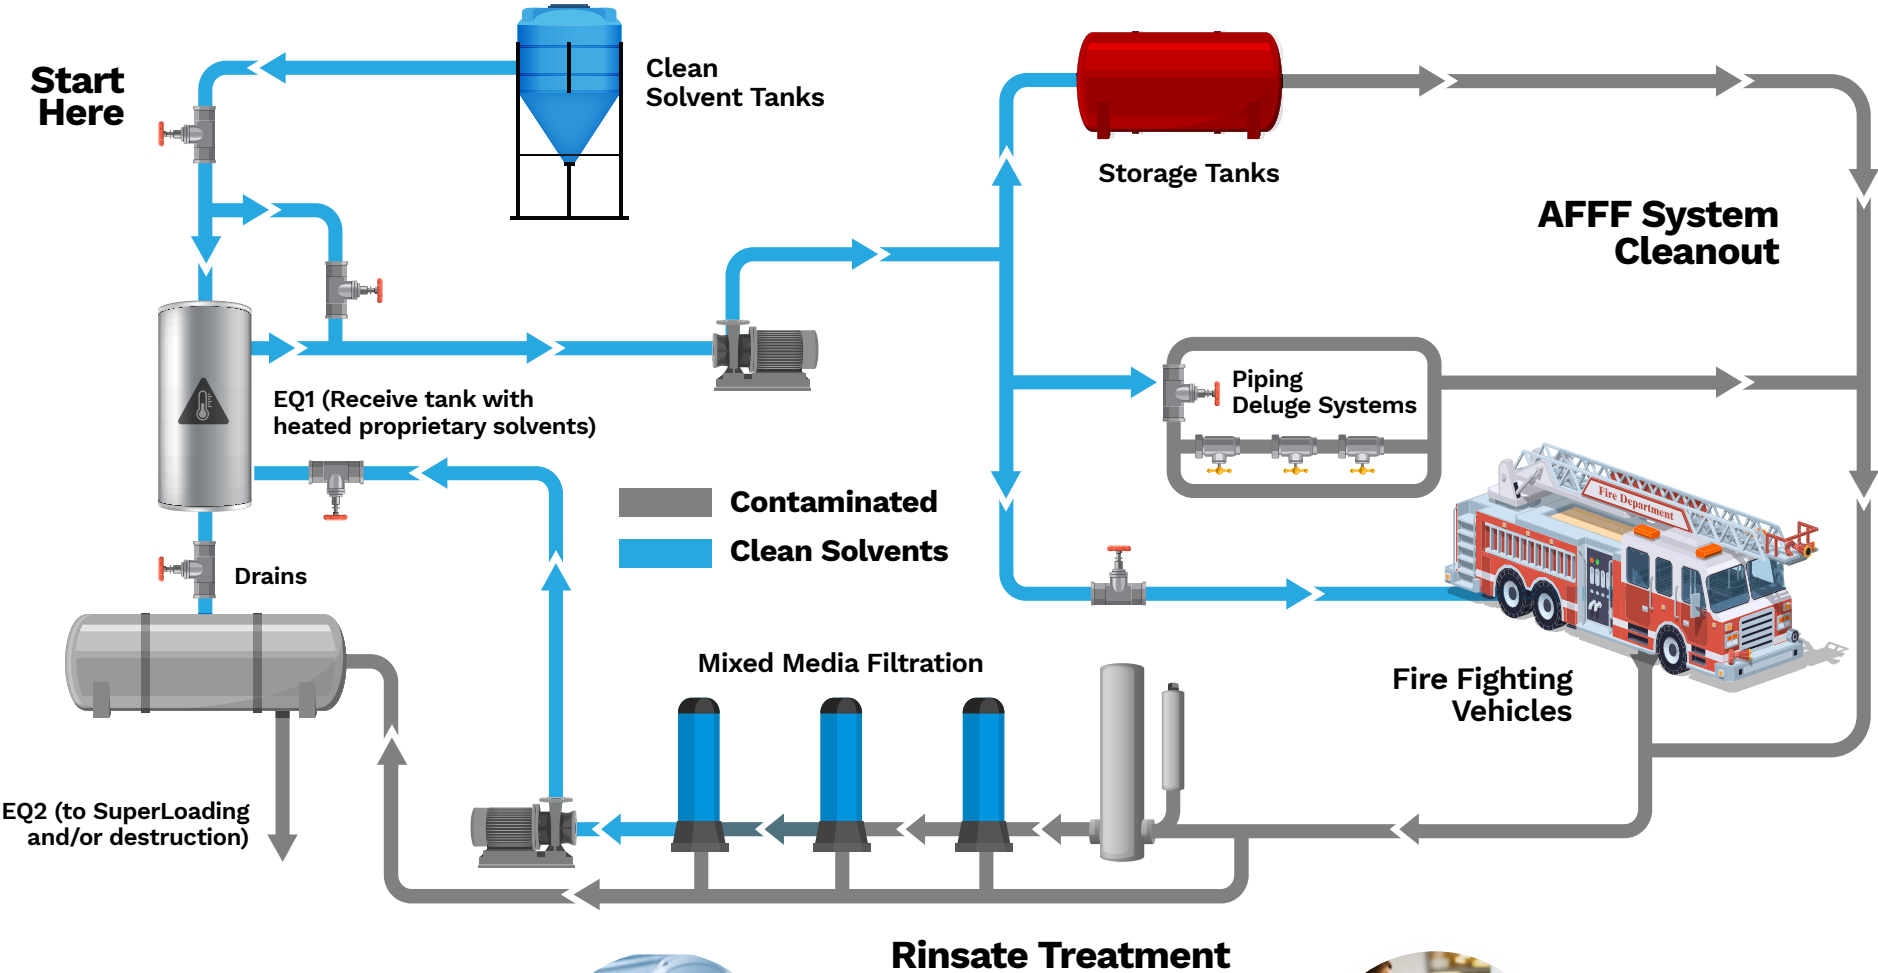 Start
Here
Clean
Solvent Tanks
Storage Tanks
AFFF System
Cleanout
Piping
Deluge Systems
EQ1 (Receive tank with
heated proprietary solvents)
Contaminated
Clean Solvents
Fire Department
Drains
Mixed Media Filtration
Fire Fighting
Vehicles
EQ2 (to SuperLoading
and/or destruction)
Rinsate Treatment